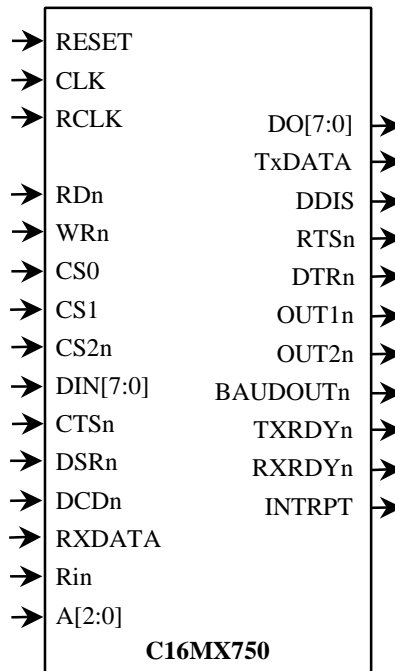 RESET
CLK
RCLK
RDn
WRn
CS0
CS1
CS2n
DIN[7:0]
CTSn
DSRn
DCDn
RXDATA
Rin
A[2:0]
DO[7:0]
TxDATA
DDIS
RTSn
DTRn
OUT1n
OUT2n
BAUDOUTn
TXRDYn
RXRDYn
INTRPT
C16MX750